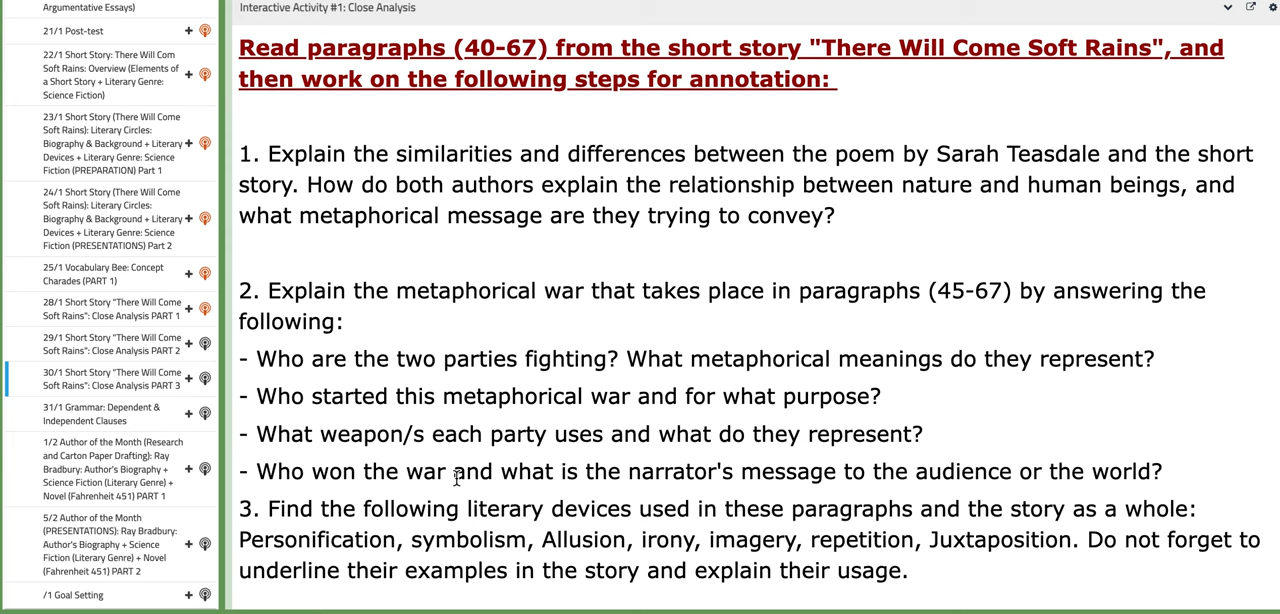 Argumentative Essays)
21/1 Post-test
22/1 Short Story: There Will Com
Soft Rains: Overview (Elements of
a Short Story + Literary Genre:
Science Fiction)
23/1 Short Story (There Will Come
Soft Rains): Literary Circles:
Biography & Background + Literary
Devices + Literary Genre: Science
Fiction (PREPARATION) Part 1
24/1 Short Story (There Will Come
Soft Rains): Literary Circles:
Biography & Background + Literary
Devices + Literary Genre: Science
Fiction (PRESENTATIONS) Part 2
25/1 Vocabulary Bee: Concept
Charades (PART 1)
28/1 Short Story "There Will Come
Soft Rains": Close Analysis PART 1
29/1 Short Story "There Will Come
Soft Rains": Close Analysis PART 2
30/1 Short Story "There Will Come
Soft Rains": Close Analysis PART 3
31/1 Grammar: Dependent &
Independent Clauses
1/2 Author of the Month (Research
and Carton Paper Drafting): Ray
Bradbury: Author's Biography +
Science Fiction (Literary Genre) +
Novel (Fahrenheit 451) PART 1
5/2 Author of the Month
(PRESENTATIONS): Ray Bradbury:
Author's Biography + Science
Fiction (Literary Genre) + Novel
(Fahrenheit 451) PART 2
/1 Goal Setting
Interactive Activity #1: Close Analysis
Read paragraphs (40-67) from the short story "There Will Come Soft Rains", and
then work on the following steps for annotation:
1. Explain the similarities and differences between the poem by Sarah Teasdale and the short
story. How do both authors explain the relationship between nature and human beings, and
what metaphorical message are they trying to convey?
2. Explain the metaphorical war that takes place in paragraphs (45-67) by answering the
following:
- Who are the two parties fighting? What metaphorical meanings do they represent?
- Who started this metaphorical war and for what purpose?
- What weapon/s each party uses and what do they represent?
- Who won the war and what is the narrator's message to the audience or the world?
3. Find the following literary devices used in these paragraphs and the story as a whole:
Personification, symbolism, Allusion, irony, imagery, repetition, Juxtaposition. Do not forget to
underline their examples in the story and explain their usage.